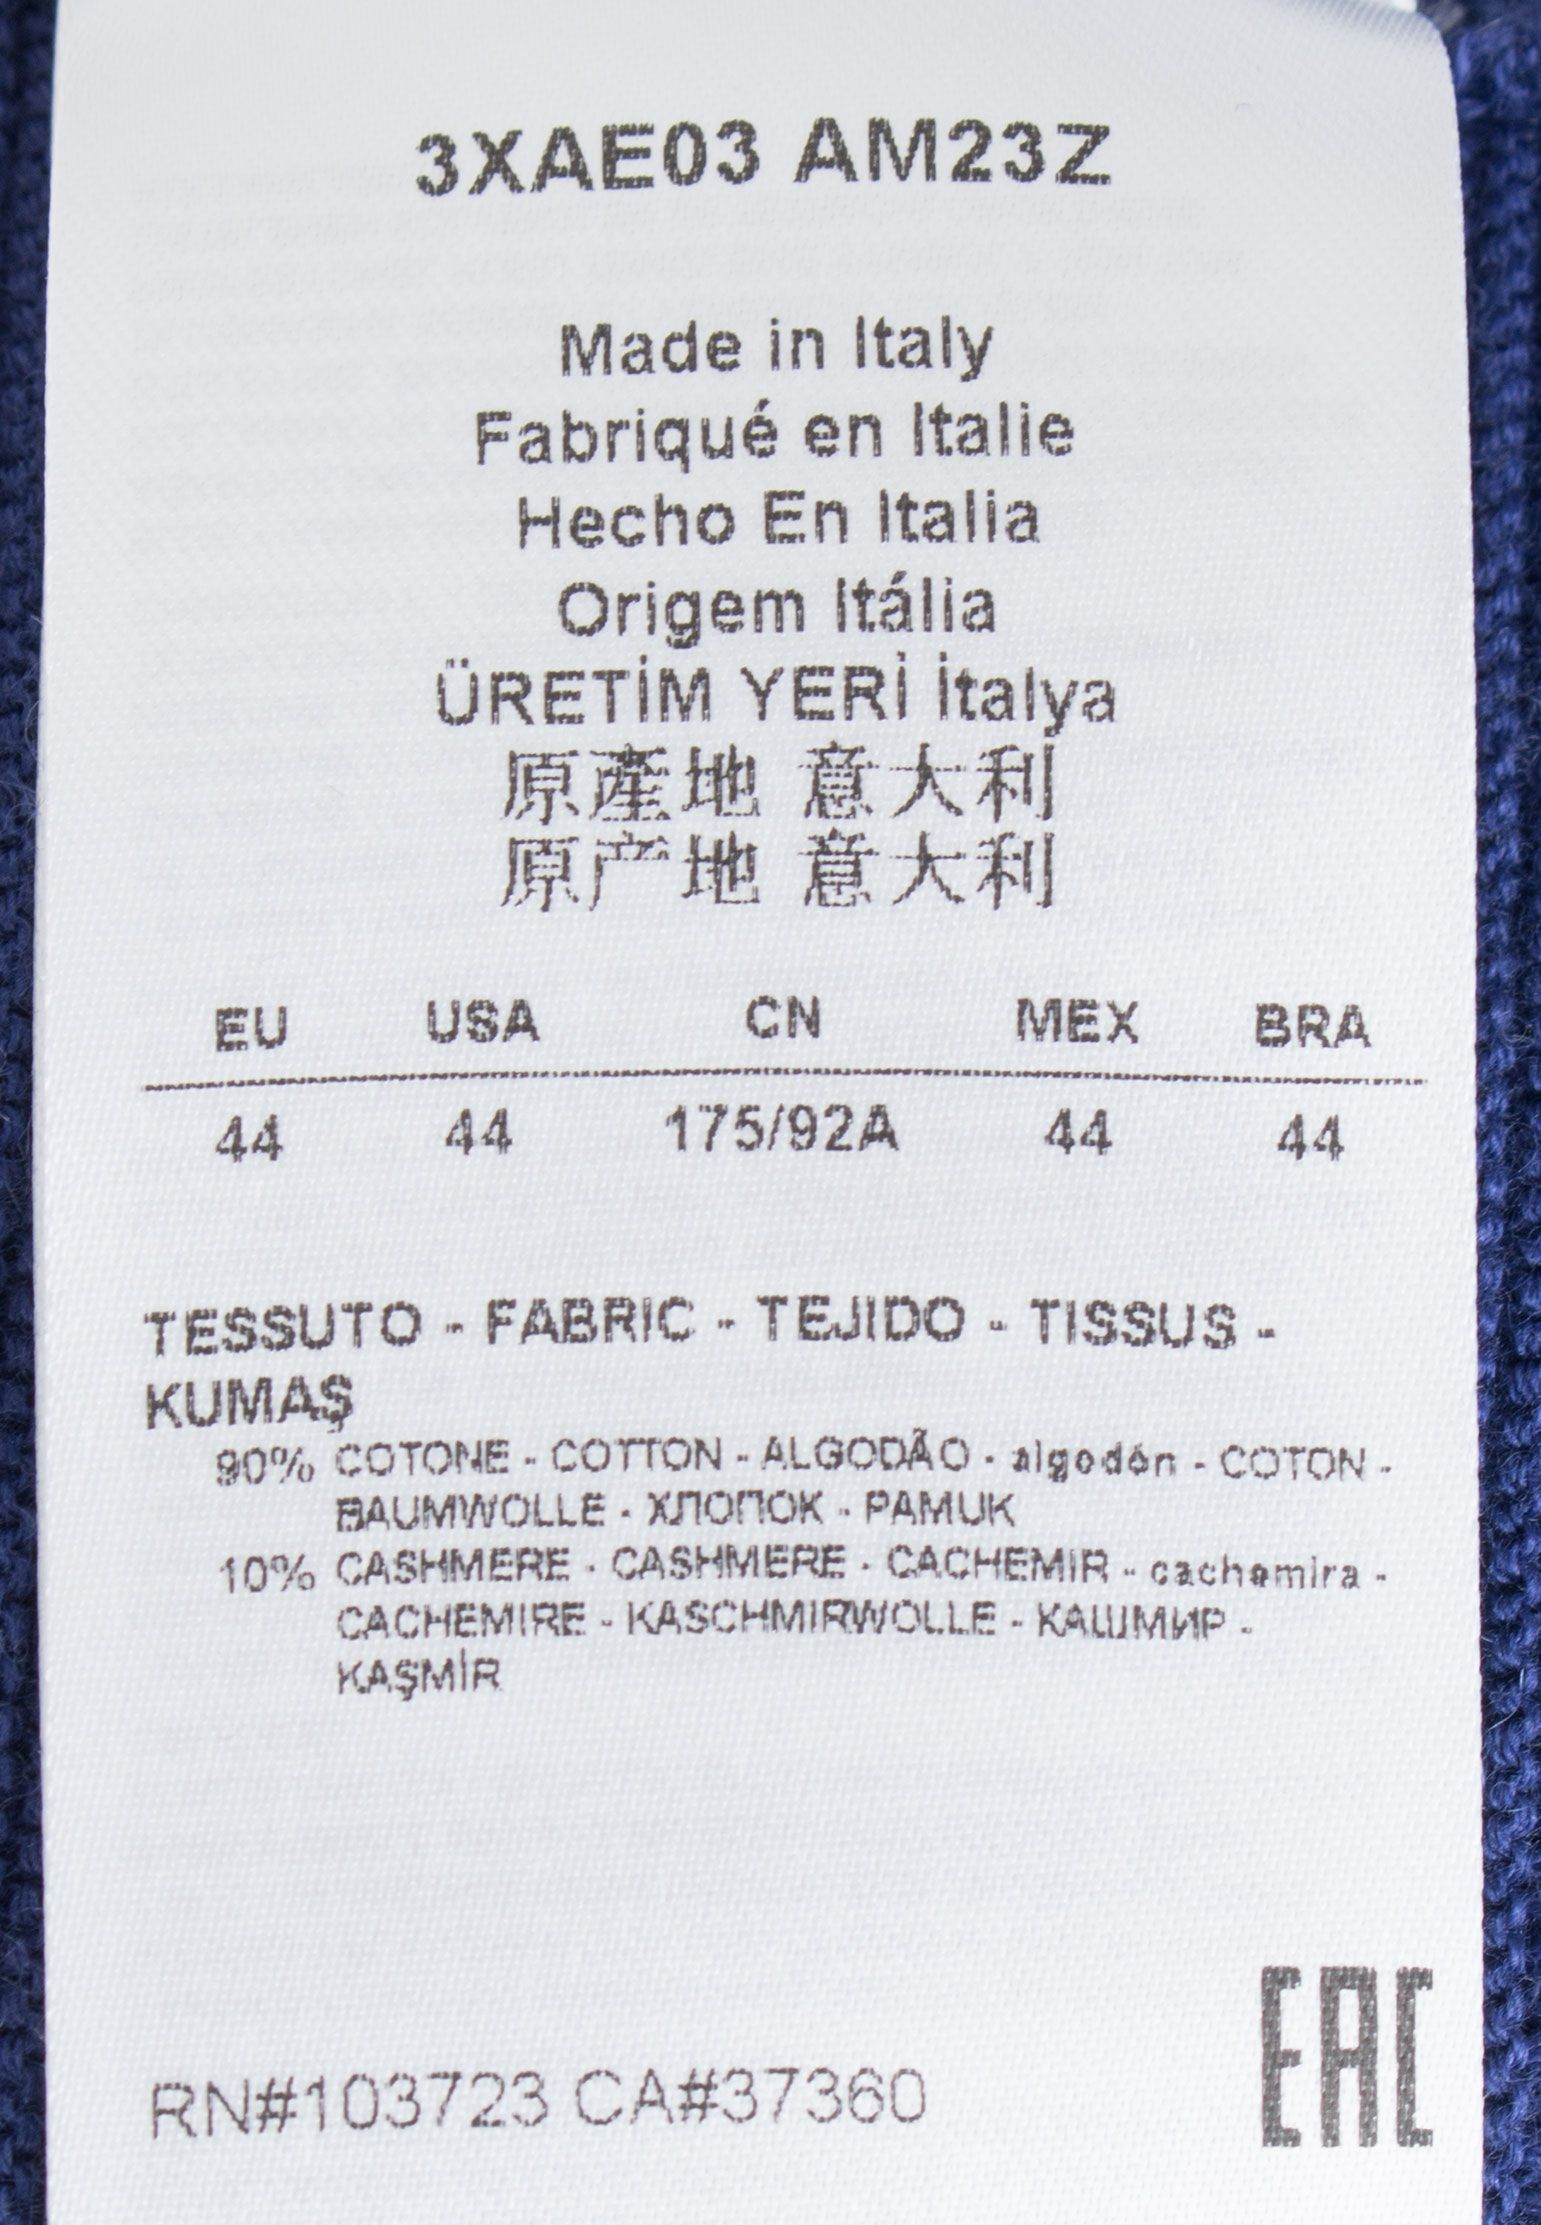 3XAE03 AM23Z
Made in Italy
Fabriqué en Italie
Hecho En Italia
Origem Itália
ÜRETİM YERİ İtalya
原產地 意大利
原产地 意大利
EU USA CN MEX BRA
44 44 175/92A 44 44
TESSUTO - FABRIC - TEJIDO - TISSUS -
KUMAŞ
90% COTONE - COTTON - ALGODÃO - algodón - COTON -
BAUMWOLLE - ХЛОПОК - PAMUK
10% CASHMERE - CASHMERE - CACHEMIR - cachemira -
CACHEMIRE - KASCHMIRWOLLE - КАШМИР -
KAŞMİR
RN#103723 CA#37360
EAC